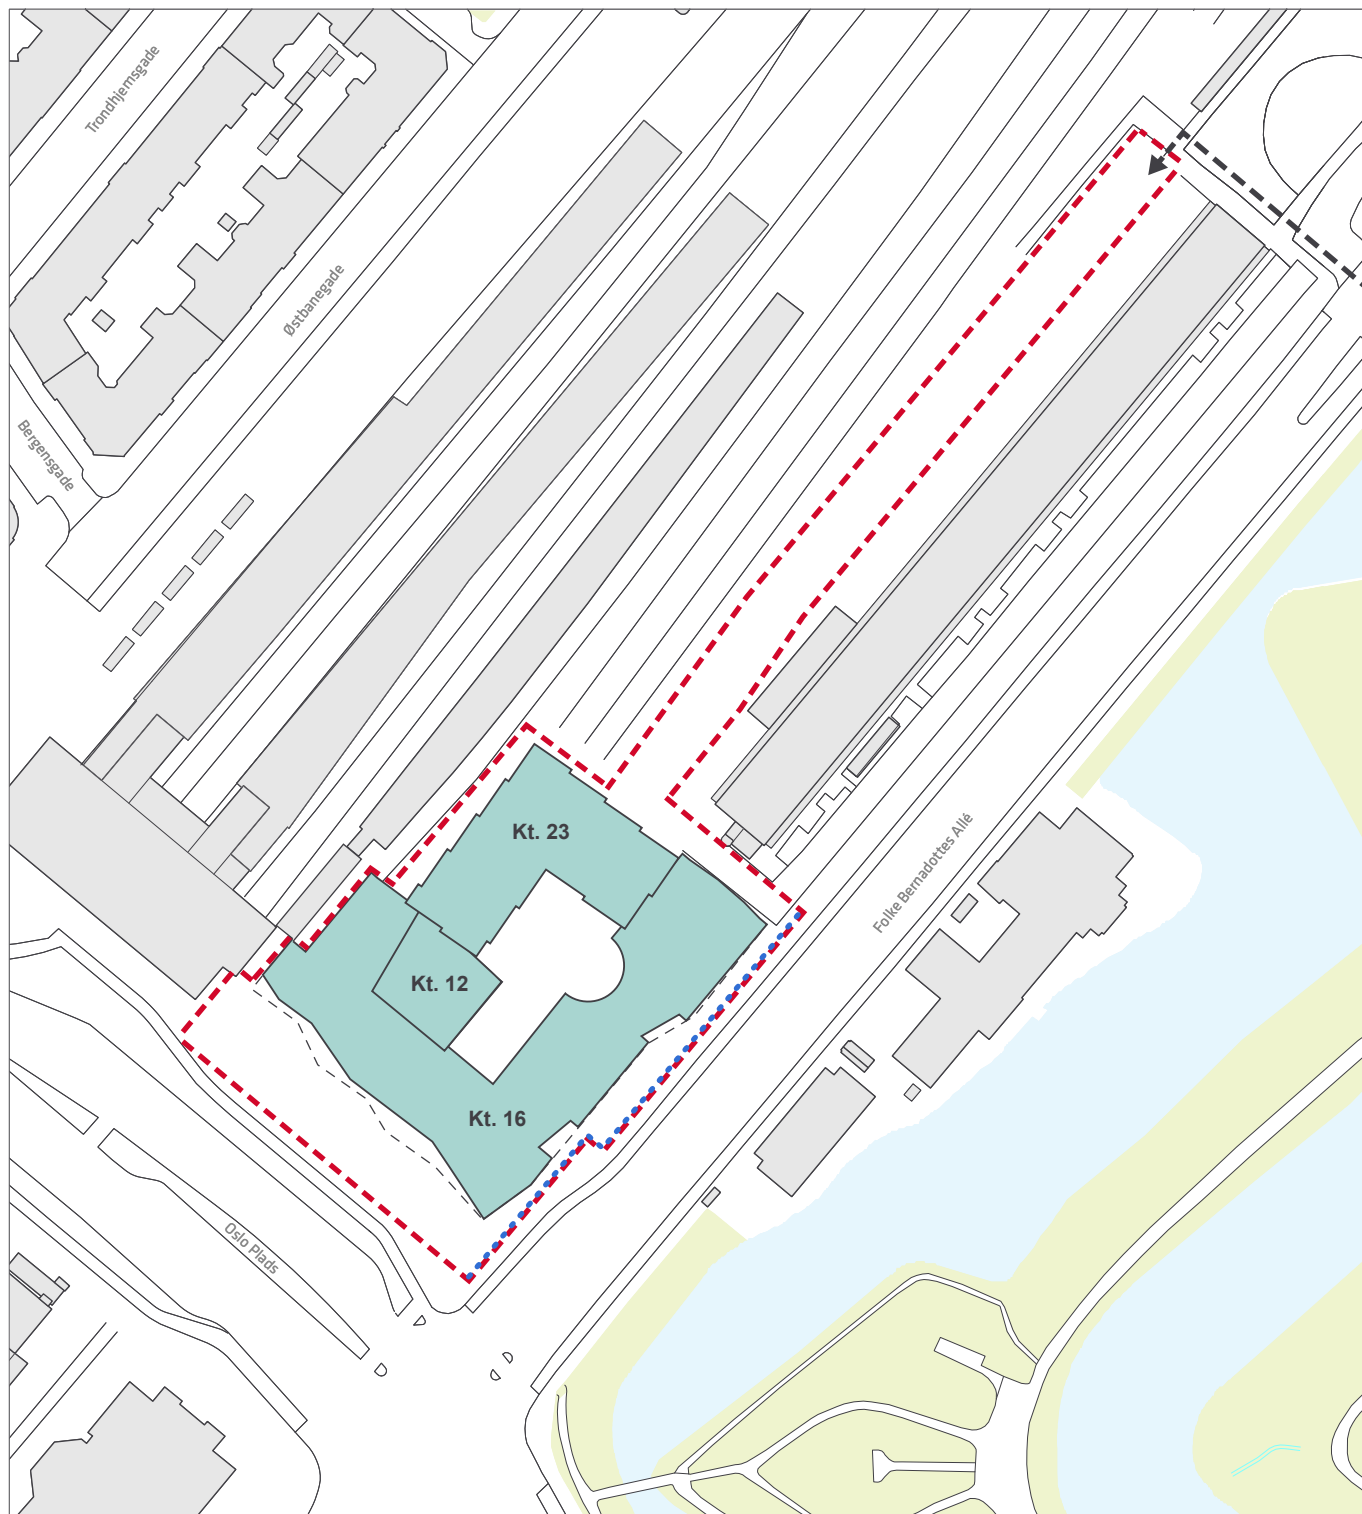 Trondhjemsgade
Østbanegade
Bergensgade
Kt. 23
Folke Bernadottes Allé
Kt. 12
Kt. 16
Oslo Plads